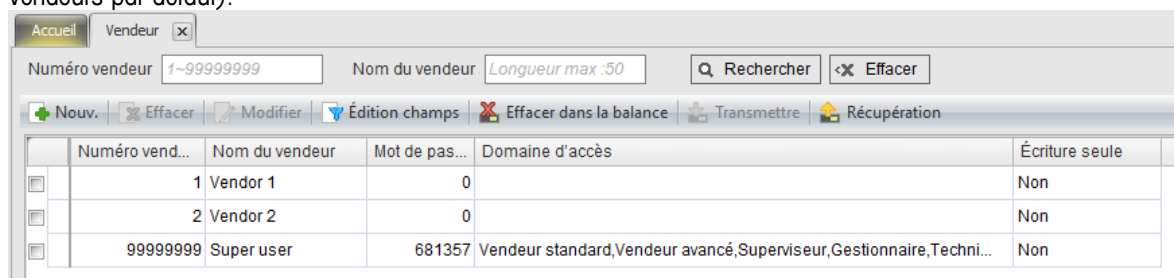 vendeurs par défaut).
Accueil Vendeur
Numéro vendeur 1~99999999 Nom du vendeur Longueur max :50 Rechercher Effacer
Nouv. Effacer Modifier Édition champs Effacer dans la balance Transmettre Récupération
Numéro vend... Nom du vendeur Mot de pas... Domaine d'accès Écriture seule
1 Vendor 1 0 Non
2 Vendor 2 0 Non
99999999 Super user 681357 Vendeur standard,Vendeur avancé,Superviseur,Gestionnaire,Techni... Non